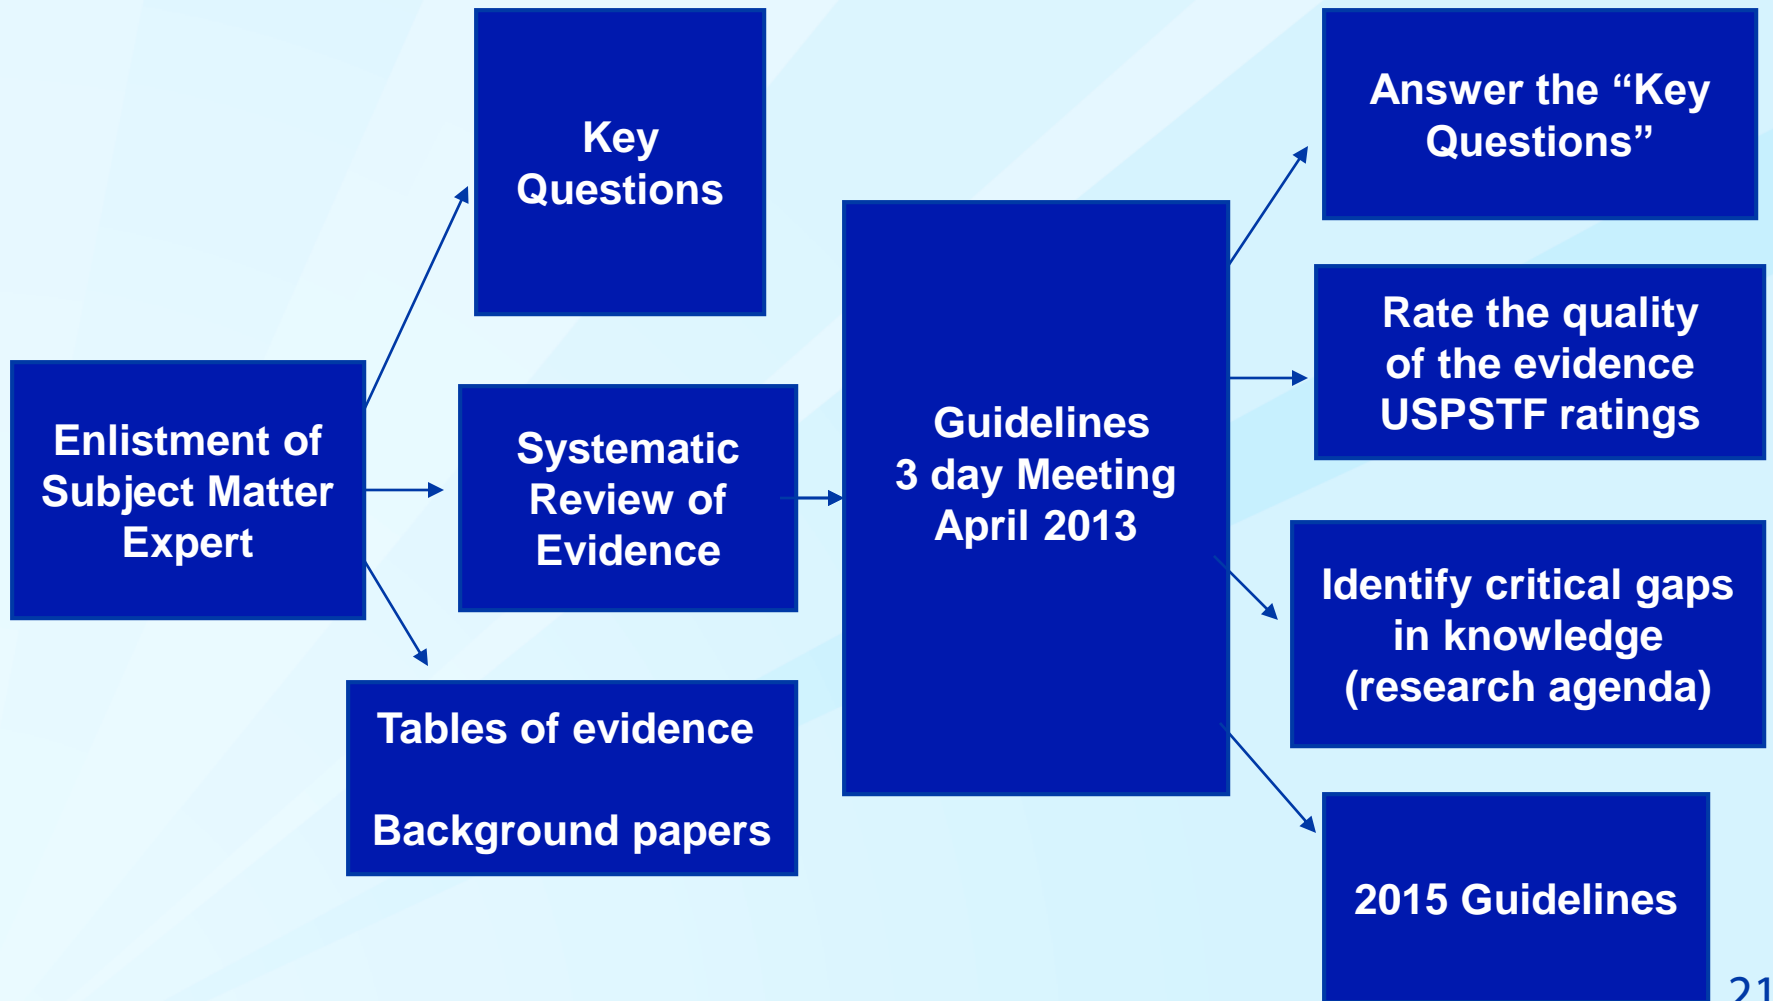 Key
Questions
Enlistment of
Subject Matter
Expert
Systematic
Review of
Evidence
Tables of evidence
Background papers
Guidelines
3 day Meeting
April 2013
Answer the “Key
Questions”
Rate the quality
of the evidence
USPSTF ratings
Identify critical gaps
in knowledge
(research agenda)
2015 Guidelines
21